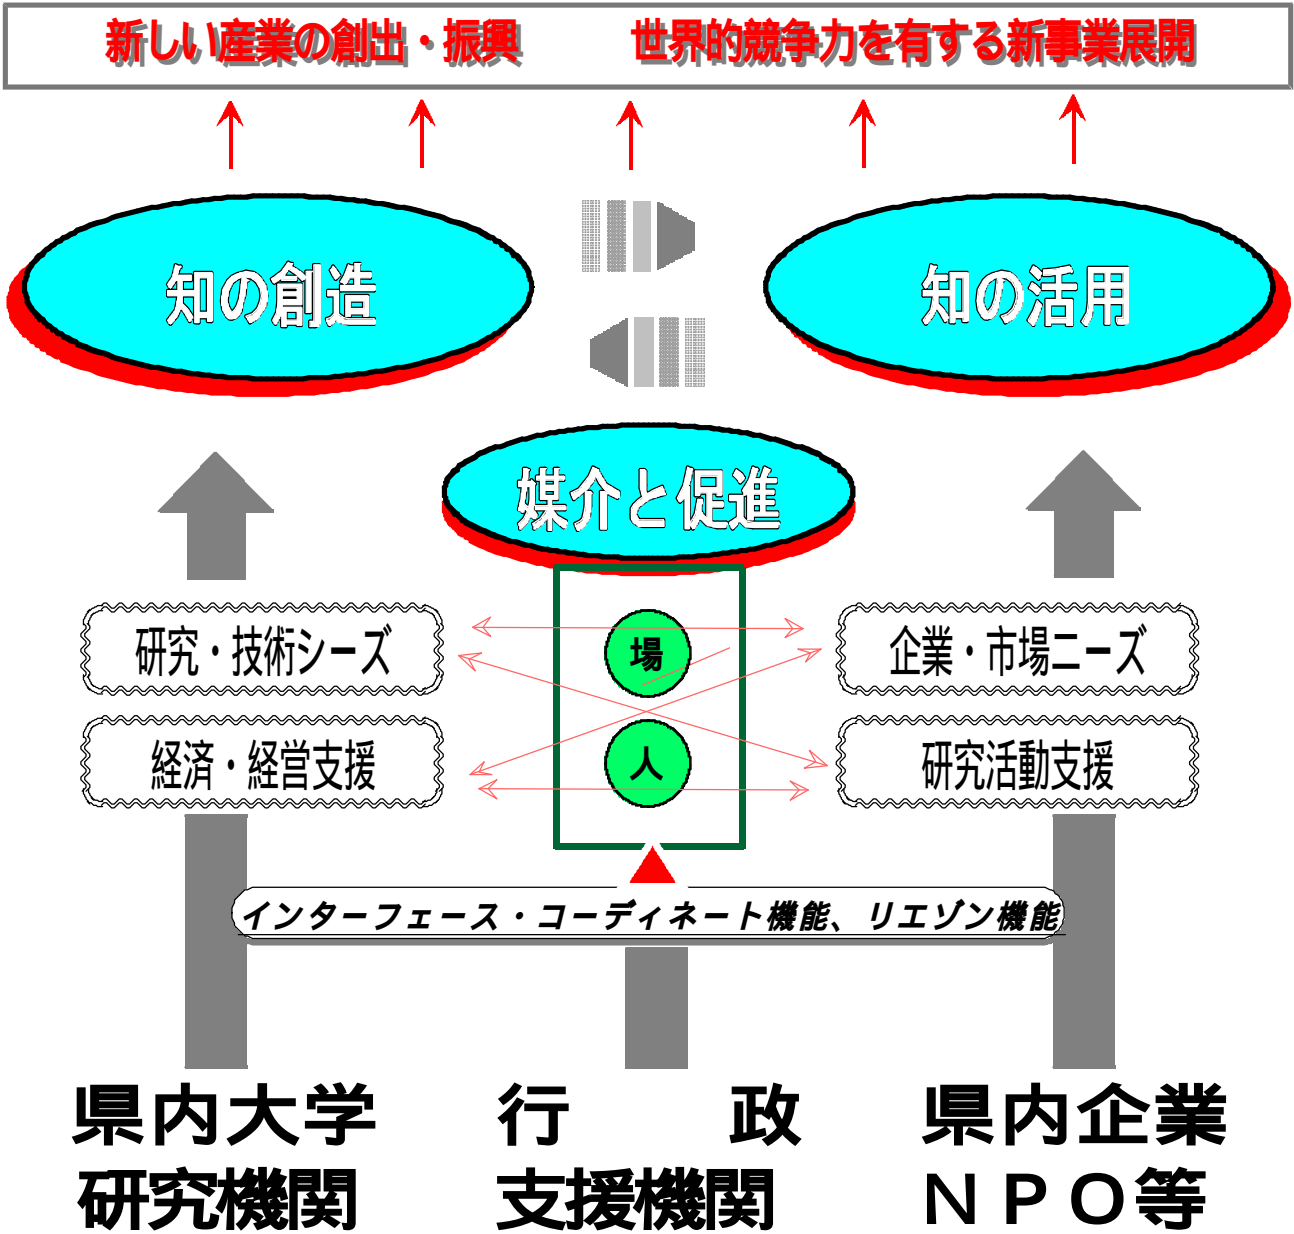 新しい産業の創出・振興　世界的競争力を有する新事業展開
知の創造
知の活用
媒介と促進
研究・技術シーズ
場
企業・市場ニーズ
経済・経営支援
人
研究活動支援
インターフェース・コーディネート機能、リエゾン機能
県内大学
研究機関
行　政
支援機関
県内企業
ＮＰＯ等